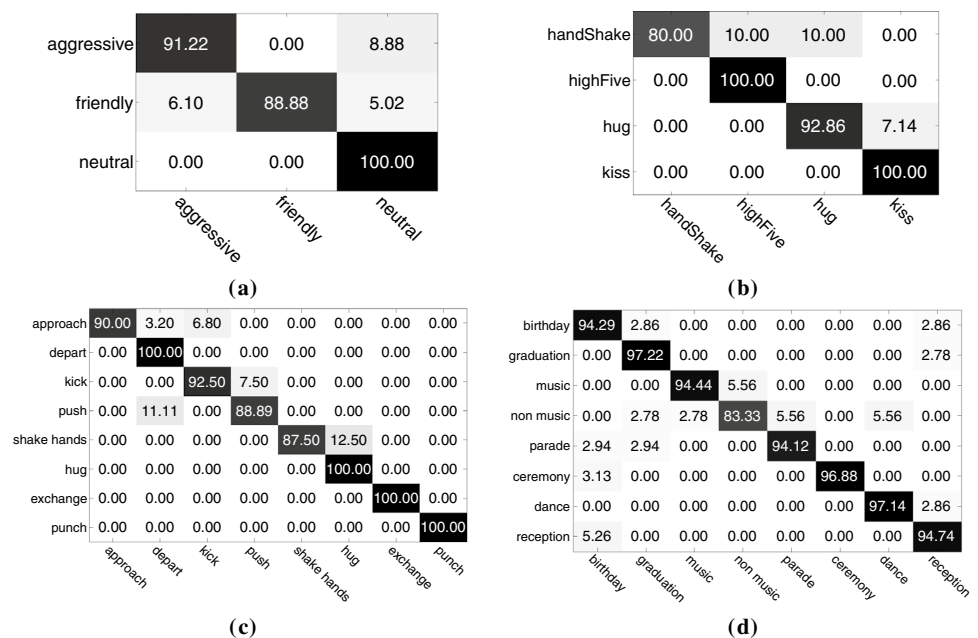 aggressive 91.22 0.00 8.88
friendly 6.10 88.88 5.02
neutral 0.00 0.00 100.00
aggressive friendly neutral
(a)
handShake 80.00 10.00 10.00 0.00
highFive 0.00 100.00 0.00 0.00
hug 0.00 0.00 92.86 7.14
kiss 0.00 0.00 0.00 100.00
handShake highFive hug kiss
(b)
approach 90.00 3.20 6.80 0.00 0.00 0.00 0.00 0.00
depart 0.00 100.00 0.00 0.00 0.00 0.00 0.00 0.00
kick 0.00 0.00 92.50 7.50 0.00 0.00 0.00 0.00
push 0.00 11.11 0.00 88.89 0.00 0.00 0.00 0.00
shake hands 0.00 0.00 0.00 0.00 87.50 12.50 0.00 0.00
hug 0.00 0.00 0.00 0.00 0.00 100.00 0.00 0.00
exchange 0.00 0.00 0.00 0.00 0.00 0.00 100.00 0.00
punch 0.00 0.00 0.00 0.00 0.00 0.00 0.00 100.00
approach depart kick push shake hands hug exchange punch
(c)
birthday 94.29 2.86 0.00 0.00 0.00 0.00 0.00 2.86
graduation 0.00 97.22 0.00 0.00 0.00 0.00 0.00 2.78
music 0.00 0.00 94.44 5.56 0.00 0.00 0.00 0.00
non music 0.00 2.78 2.78 83.33 5.56 0.00 5.56 0.00
parade 2.94 2.94 0.00 0.00 94.12 0.00 0.00 0.00
ceremony 3.13 0.00 0.00 0.00 0.00 96.88 0.00 0.00
dance 0.00 0.00 0.00 0.00 0.00 0.00 97.14 2.86
reception 5.26 0.00 0.00 0.00 0.00 0.00 0.00 94.74
birthday graduation music non music parade ceremony dance reception
(d)